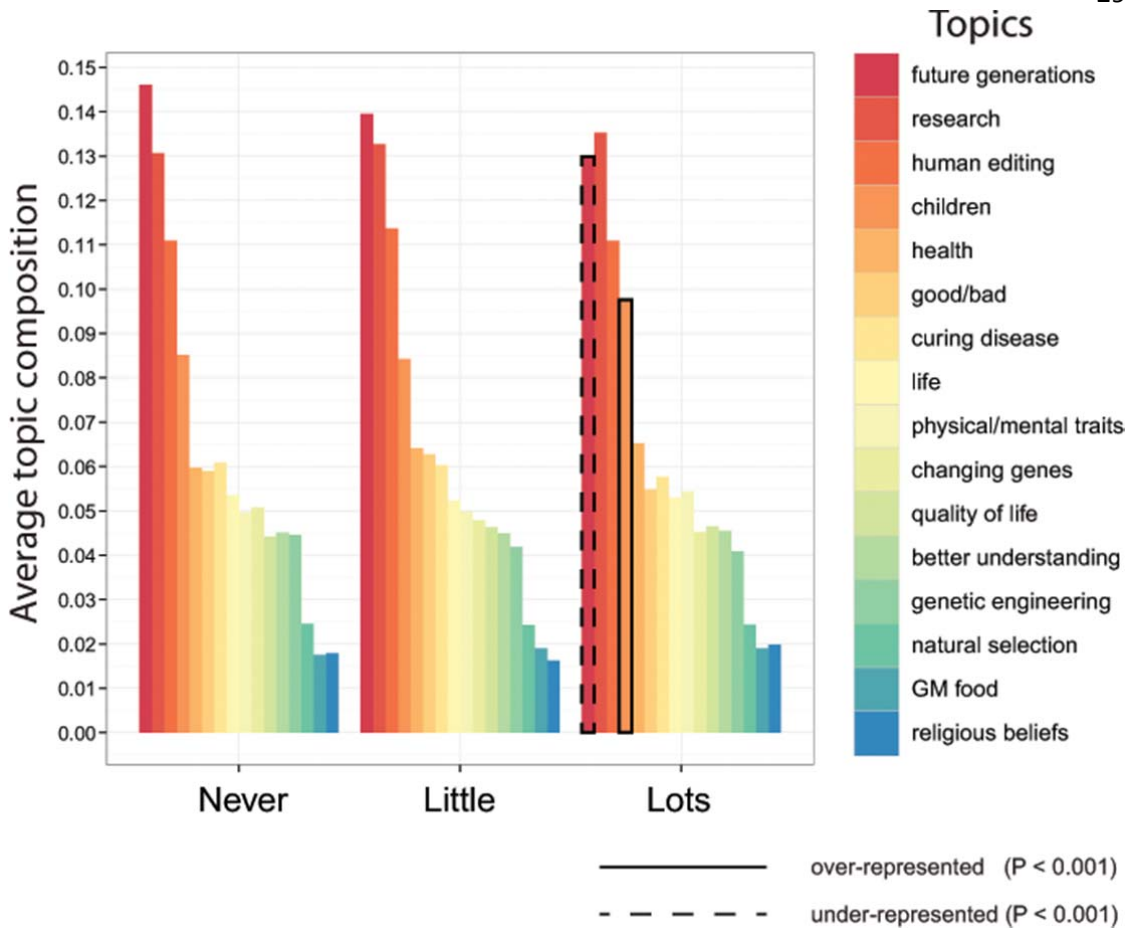 Topics
Average topic composition
0.15
0.14
0.13
0.12
0.11
0.10
0.09
0.08
0.07
0.06
0.05
0.04
0.03
0.02
0.01
0.00
Never Little Lots
future generations
research
human editing
children
health
good/bad
curing disease
life
physical/mental traits
changing genes
quality of life
better understanding
genetic engineering
natural selection
GM food
religious beliefs
over-represented (P < 0.001)
under-represented (P < 0.001)